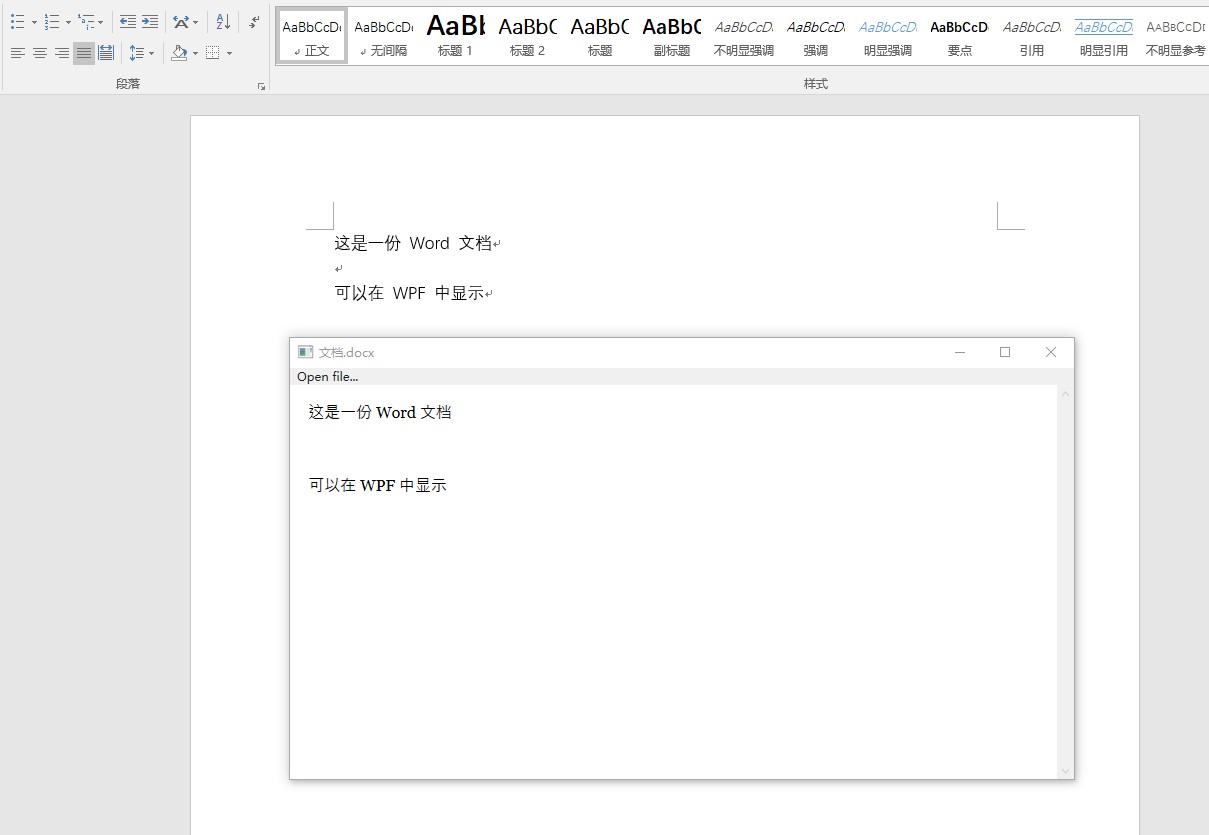 AaBbCcDc AaBbCcDc AaBb AaBbC AaBbC AaBbC AaBbCcD. AaBbCcD. AaBbCcD. AaBbCcD AaBbCcD. AaBbCcD AaBbCcDd
正文 无间隔 标题 1 标题 2 标题 副标题 不明显强调 强调 明显强调 要点 引用 明显引用 不明显参考
段落 样式
这是一份 Word 文档
可以在 WPF 中显示
文档.docx
Open file...
这是一份 Word 文档
可以在 WPF 中显示